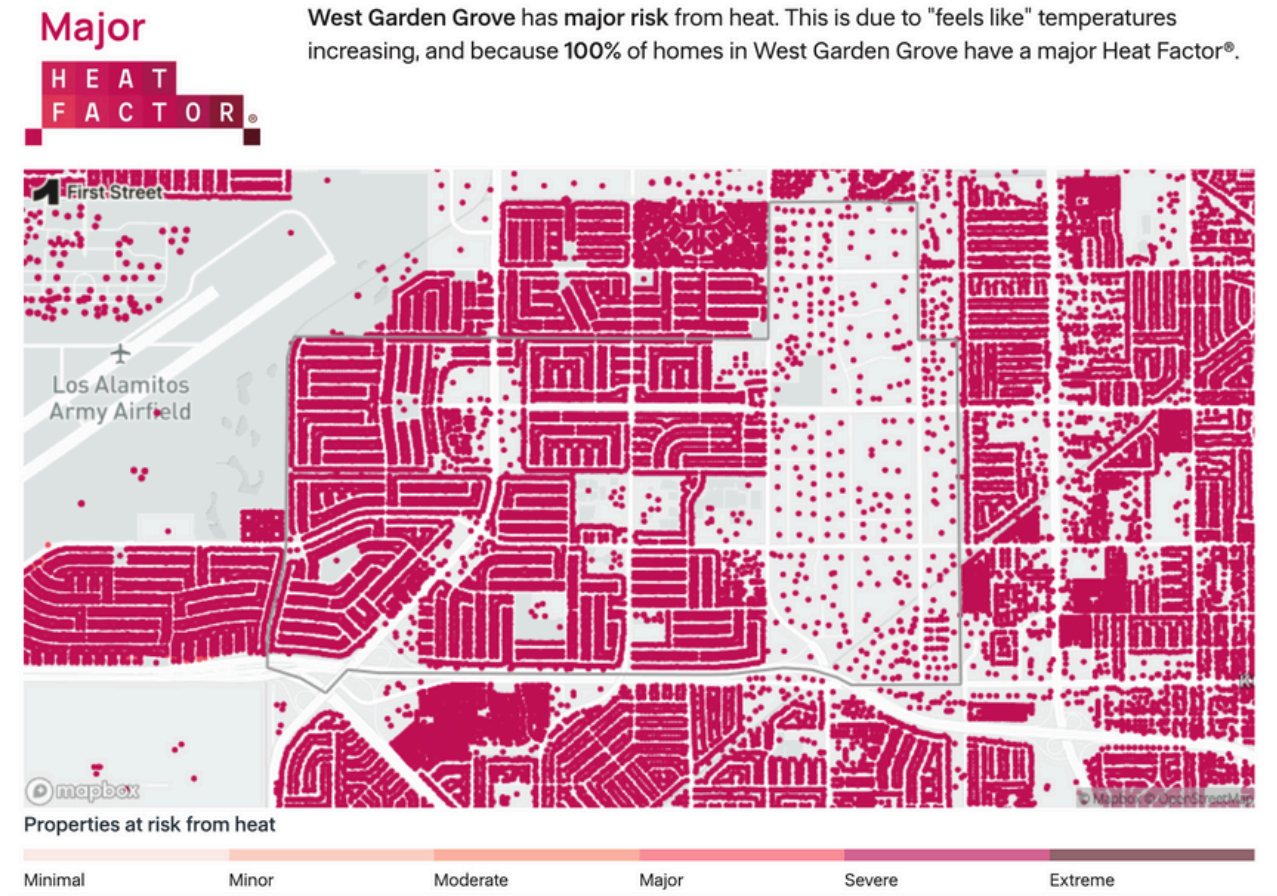 Major
HEAT
FACTOR®
West Garden Grove has major risk from heat. This is due to "feels like" temperatures
increasing, and because 100% of homes in West Garden Grove have a major Heat Factor®.
First Street
Los Alamitos
Army Airfield
mapbox
© Mapbox © OpenStreetMap
Properties at risk from heat
Minimal
Minor
Moderate
Major
Severe
Extreme